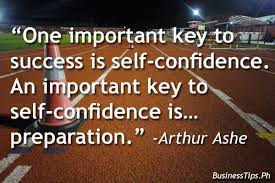 “One important key to
success is self-confidence.
An important key to
self-confidence is...
preparation.” -Arthur Ashe
BusinessTips.Ph